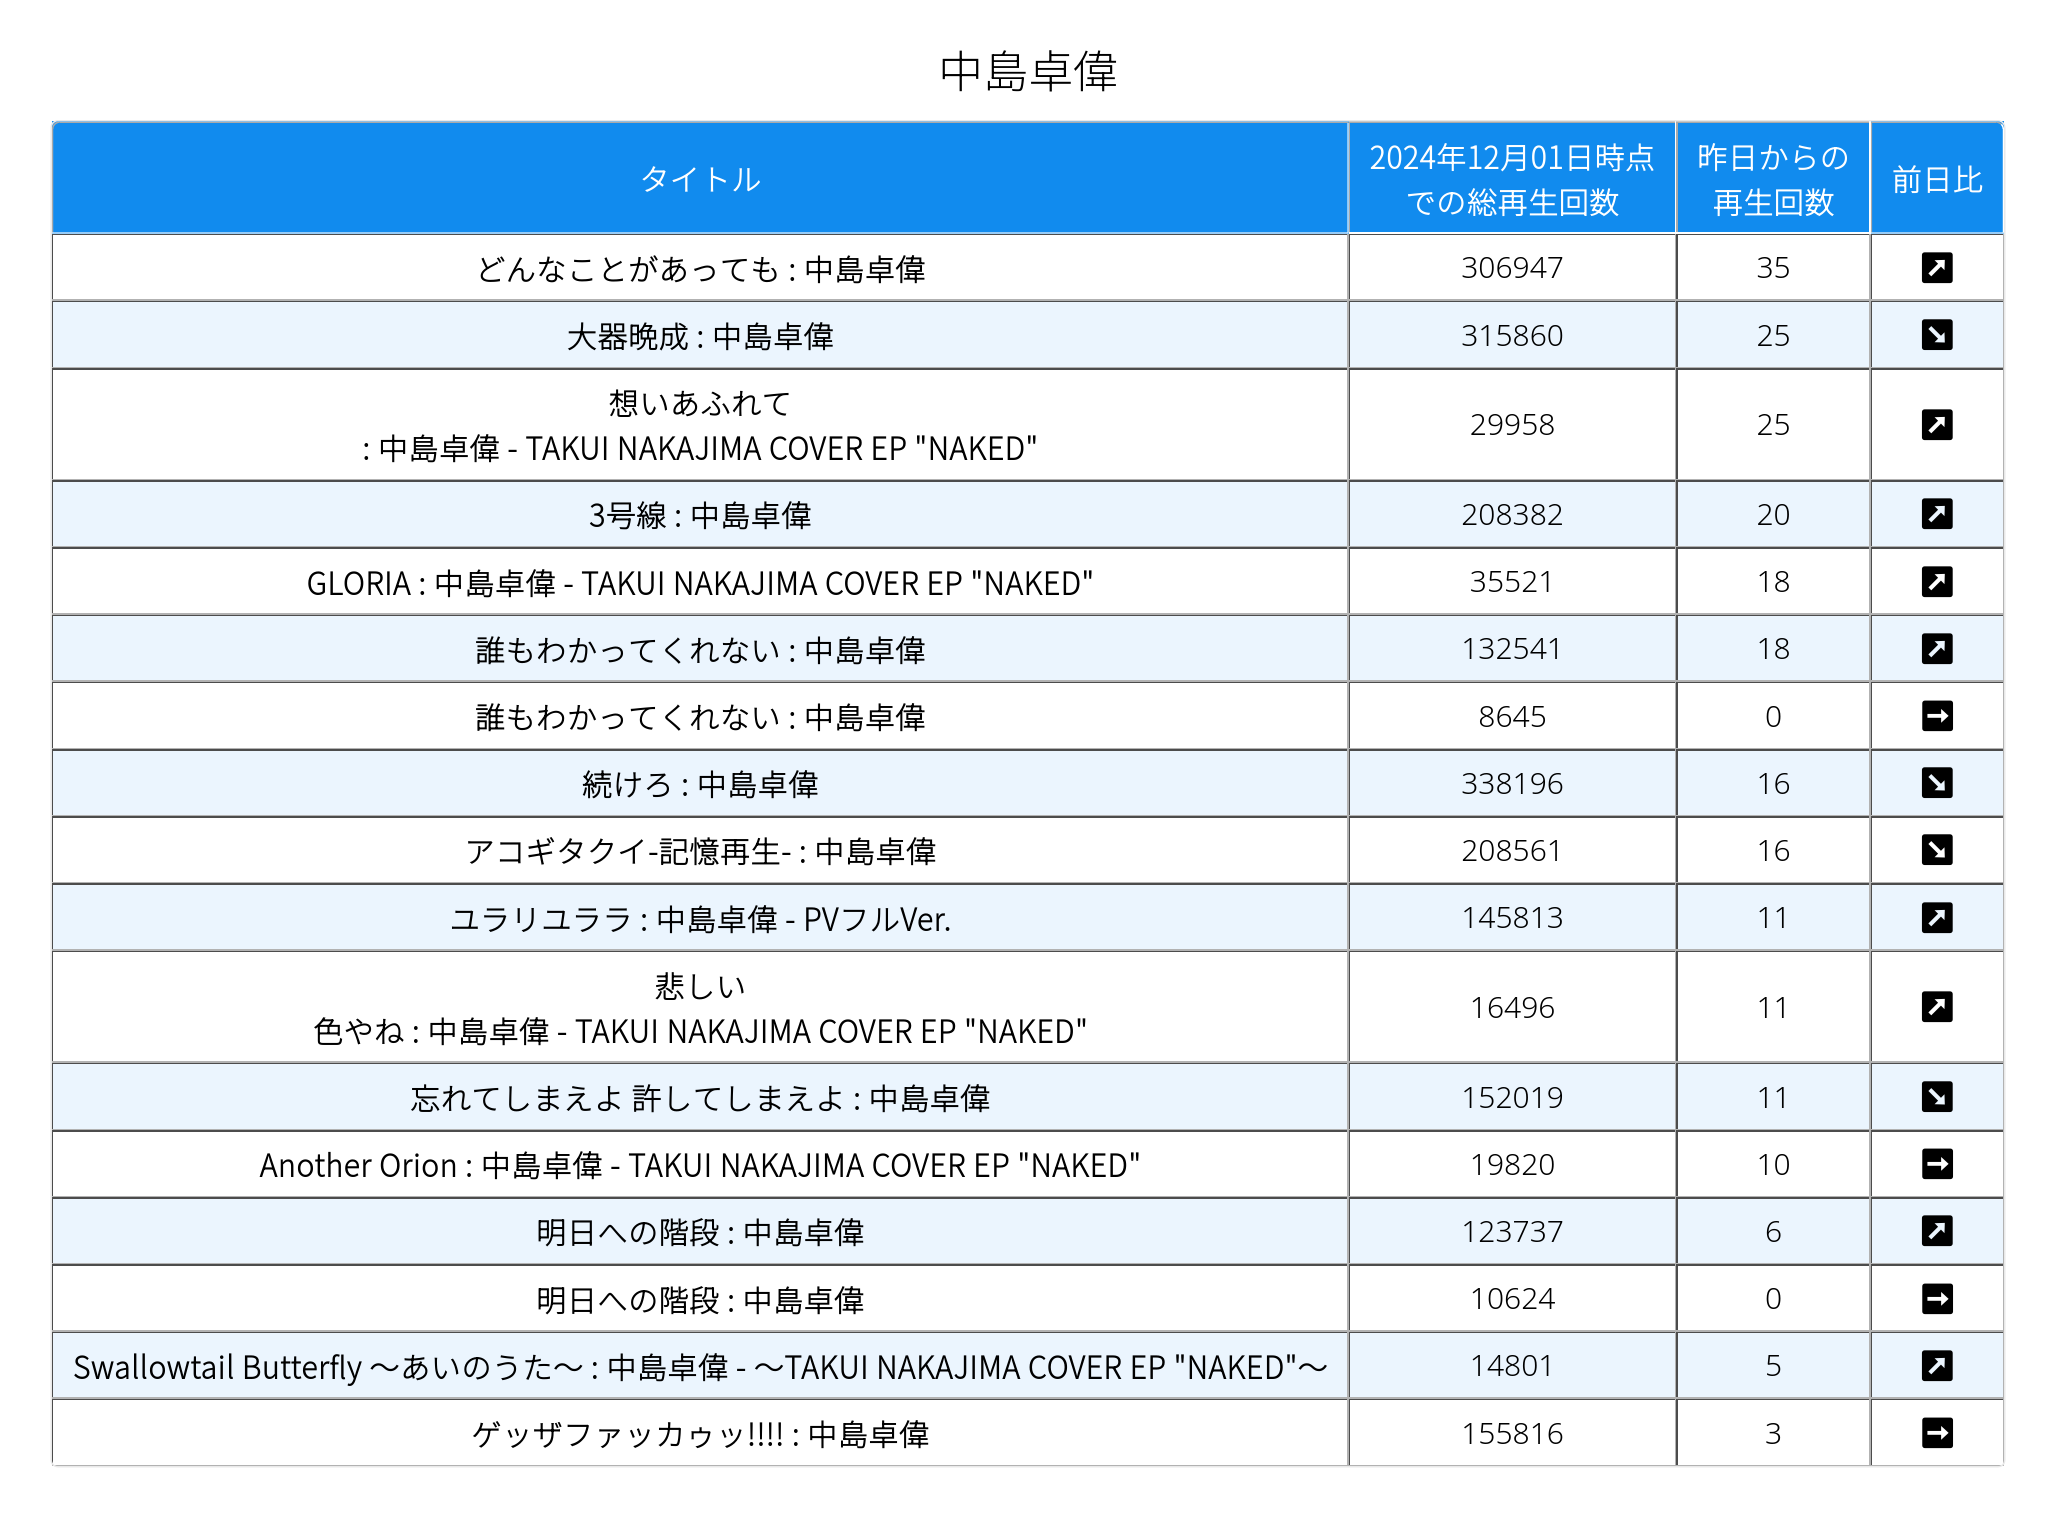 中島卓偉
タイトル
2024年12月01日時点
での総再生回数
昨日からの
再生回数
前日比
どんなことがあっても : 中島卓偉
306947
35
大器晩成 : 中島卓偉
315860
25
想いあふれて
: 中島卓偉 - TAKUI NAKAJIMA COVER EP "NAKED"
29958
25
3号線 : 中島卓偉
208382
20
GLORIA : 中島卓偉 - TAKUI NAKAJIMA COVER EP "NAKED"
35521
18
誰もわかってくれない : 中島卓偉
132541
18
誰もわかってくれない : 中島卓偉
8645
0
続けろ : 中島卓偉
338196
16
アコギタクイ-記憶再生- : 中島卓偉
208561
16
ユラリユララ : 中島卓偉 - PVフルVer.
145813
11
悲しい
色やね : 中島卓偉 - TAKUI NAKAJIMA COVER EP "NAKED"
16496
11
忘れてしまえよ 許してしまえよ : 中島卓偉
152019
11
Another Orion : 中島卓偉 - TAKUI NAKAJIMA COVER EP "NAKED"
19820
10
明日への階段 : 中島卓偉
123737
6
明日への階段 : 中島卓偉
10624
0
Swallowtail Butterfly ～あいのうた～ : 中島卓偉 - ～TAKUI NAKAJIMA COVER EP "NAKED"～
14801
5
ゲッザファッカゥッ!!!! : 中島卓偉
155816
3